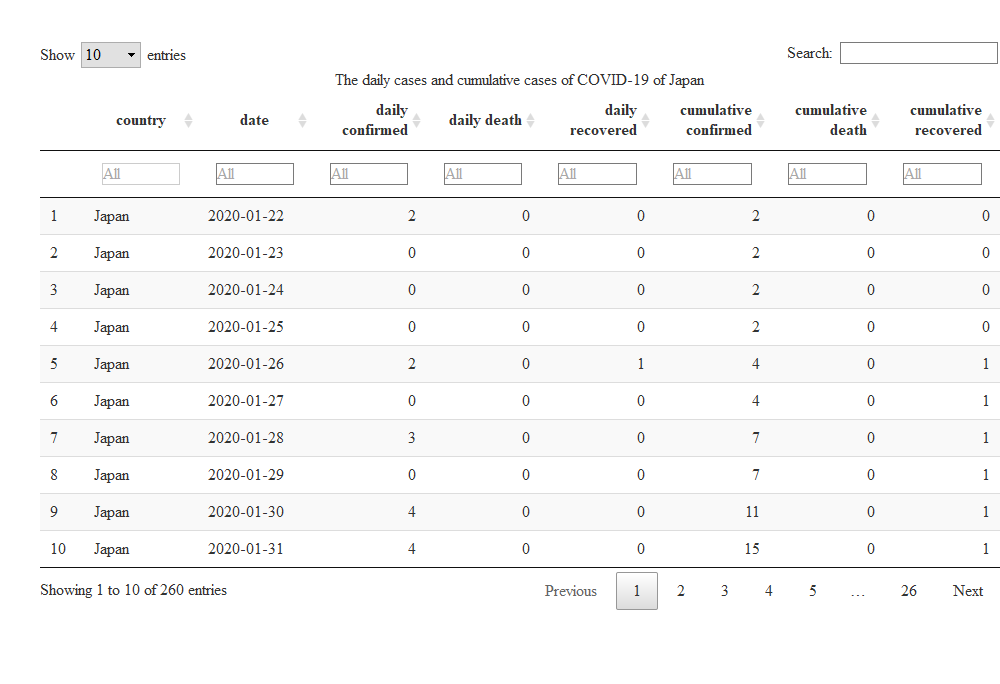 Show 10 entries Search:
The daily cases and cumulative cases of COVID-19 of Japan
country date daily confirmed daily death daily recovered cumulative confirmed cumulative death cumulative recovered
All All All All All All All All
1 Japan 2020-01-22 2 0 0 2 0 0
2 Japan 2020-01-23 0 0 0 2 0 0
3 Japan 2020-01-24 0 0 0 2 0 0
4 Japan 2020-01-25 0 0 0 2 0 0
5 Japan 2020-01-26 2 0 1 4 0 1
6 Japan 2020-01-27 0 0 0 4 0 1
7 Japan 2020-01-28 3 0 0 7 0 1
8 Japan 2020-01-29 0 0 0 7 0 1
9 Japan 2020-01-30 4 0 0 11 0 1
10 Japan 2020-01-31 4 0 0 15 0 1
Showing 1 to 10 of 260 entries Previous 1 2 3 4 5 … 26 Next